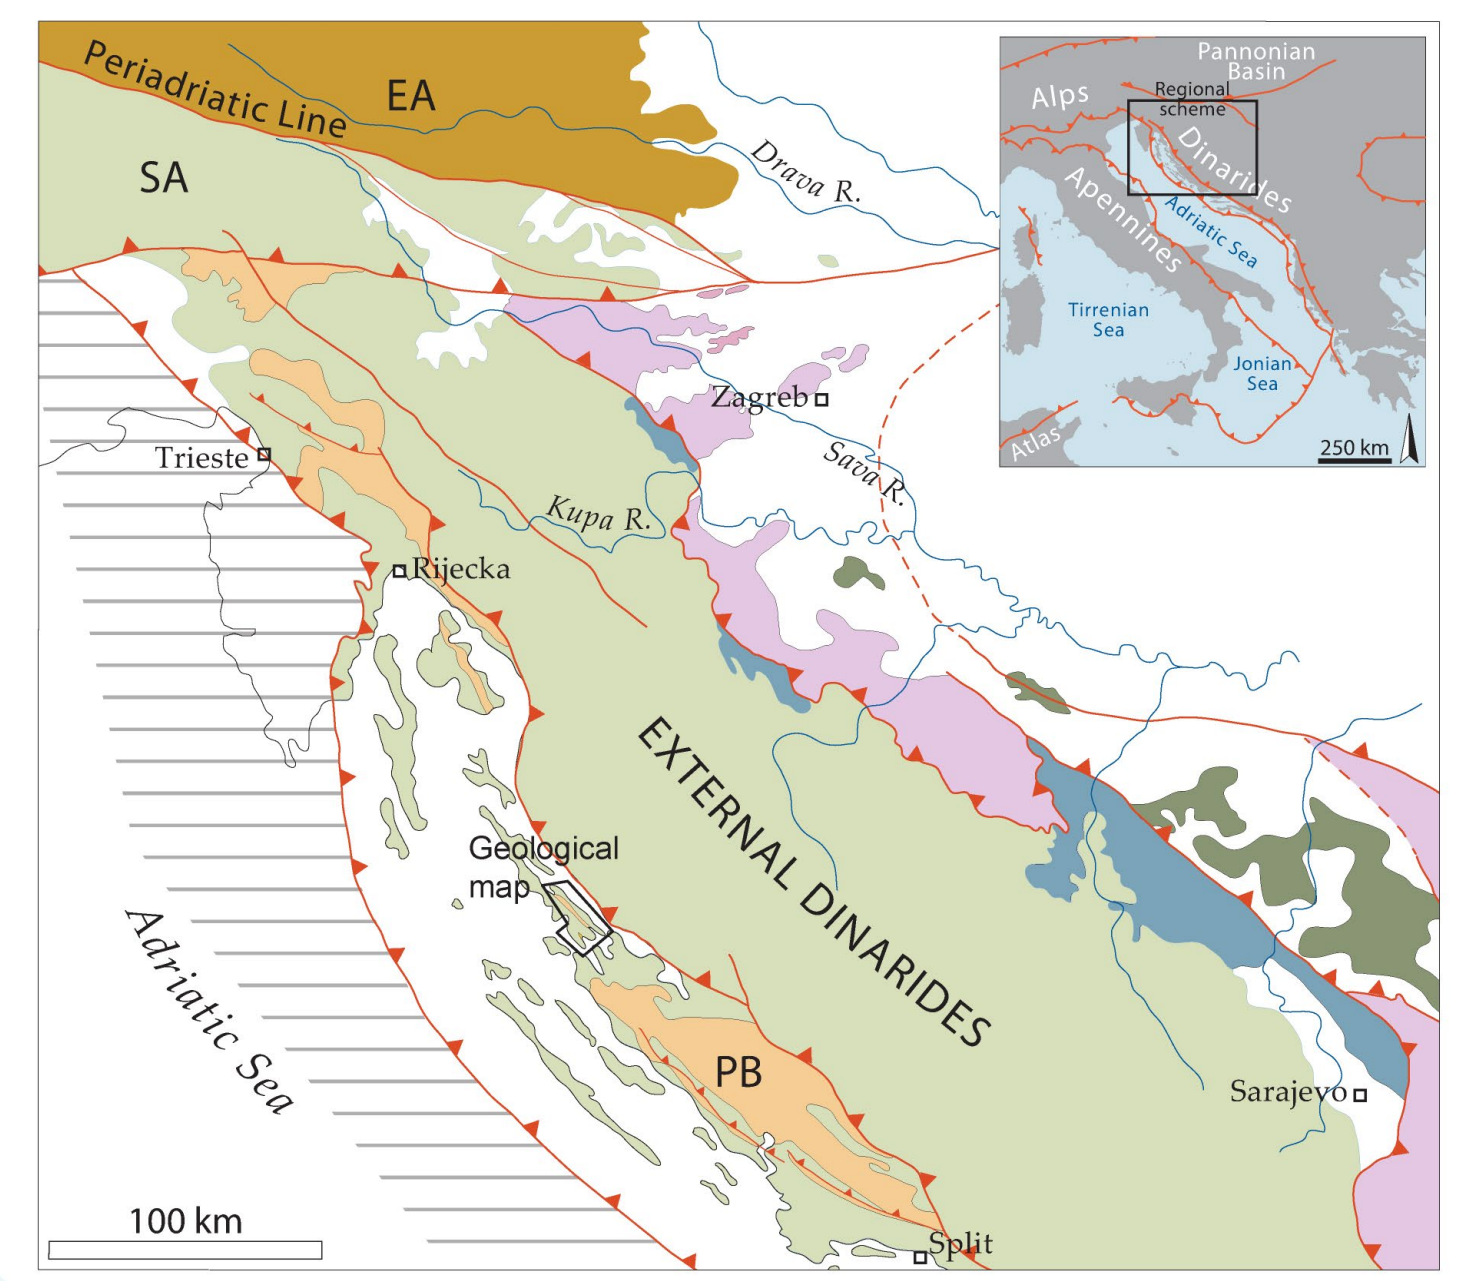 Periadriatic Line
EA
SA
Drava R.
Pannonian
Basin
Alps
Regional
scheme
Dinarides
Apennines
Adriatic Sea
Tirrenian
Sea
Jonian
Sea
Atlas
250 km
Zagreb
Trieste
Sava R.
Kupa R.
Rijecka
EXTERNAL DINARIDES
Geological
map
Adriatic Sea
PB
Sarajevo
100 km
Split